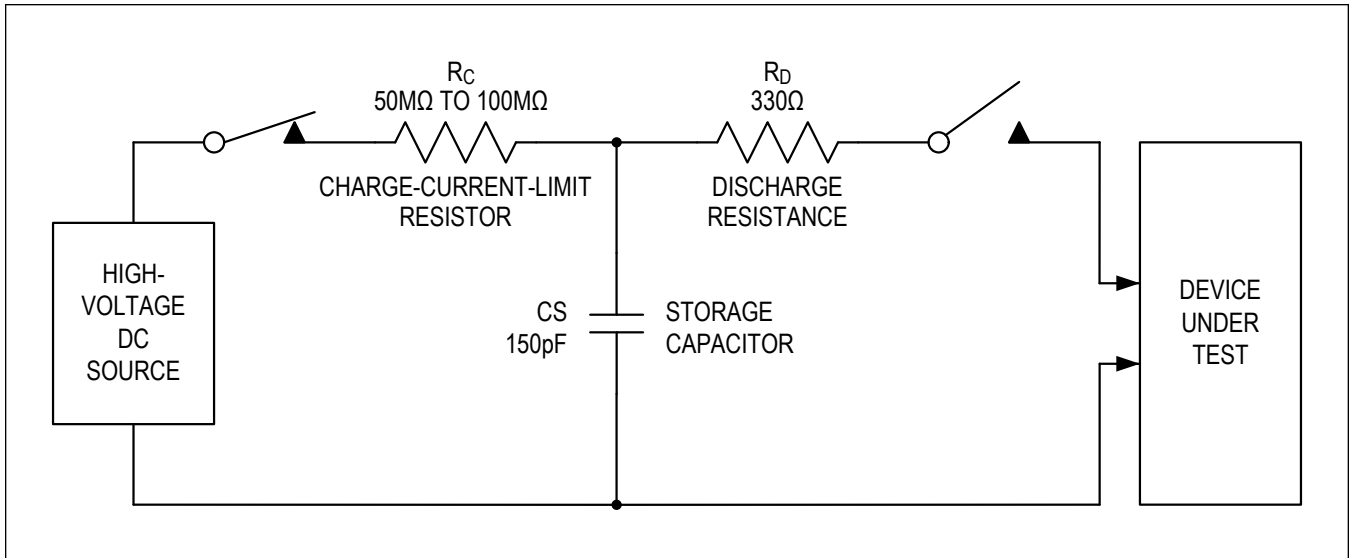 R_C
50MΩ TO 100MΩ
CHARGE-CURRENT-LIMIT
RESISTOR
R_D
330Ω
DISCHARGE
RESISTANCE
HIGH-
VOLTAGE
DC
SOURCE
CS
150pF
STORAGE
CAPACITOR
DEVICE
UNDER
TEST